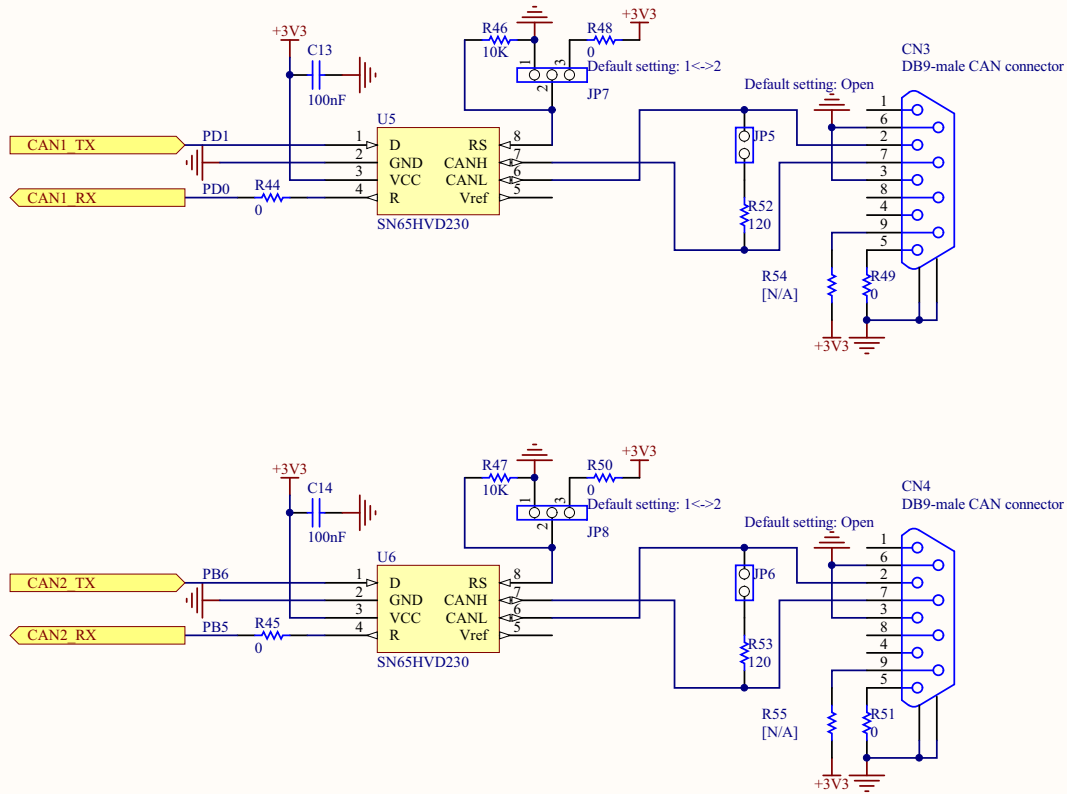 +3V3
C13
100nF
R46
10K
R48
0
+3V3
1
2
3
Default setting: 1<->2
JP7
CN3
DB9-male CAN connector
Default setting: Open
CAN1_TX
PD1
CAN1_RX
PD0
R44
0
U5
1
2
3
4
D
GND
VCC
R
RS
CANH
CANL
Vref
8
7
6
5
SN65HVD230
JP5
R52
120
1
6
2
7
3
8
4
9
5
R54
[N/A]
R49
0
+3V3
+3V3
C14
100nF
R47
10K
R50
0
+3V3
1
2
3
Default setting: 1<->2
JP8
CN4
DB9-male CAN connector
Default setting: Open
CAN2_TX
PB6
CAN2_RX
PB5
R45
0
U6
1
2
3
4
D
GND
VCC
R
RS
CANH
CANL
Vref
8
7
6
5
SN65HVD230
JP6
R53
120
1
6
2
7
3
8
4
9
5
R55
[N/A]
R51
0
+3V3